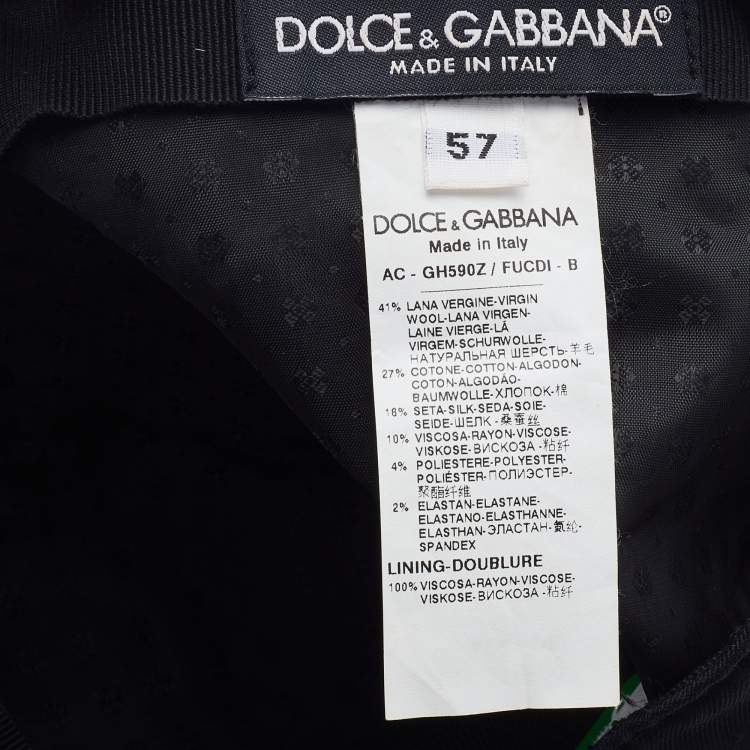 DOLCE & GABBANA®
MADE IN ITALY
57
DOLCE & GABBANA
Made in Italy
AC - GH590Z / FUCDI - B
41% LANA VERGINE-VIRGIN
WOOL-LANA VIRGEN-
LAINE VIERGE-LÃ
VIRGEM-SCHURWOLLE-
НАТУРАЛЬНАЯ ШЕРСТЬ-羊毛
27% COTONE-COTTON-ALGODON-
COTON-ALGODÃO-
BAUMWOLLE-ХЛОПОК-棉
16% SETA-SILK-SEDA-SOIE-
SEIDE-ШЕЛК-桑蚕丝
10% VISCOSA-RAYON-VISCOSE-
VISKOSE-ВИСКОЗА-粘纤
4% POLIESTERE-POLYESTER-
POLIÉSTER-ПОЛИЭСТЕР-
聚酯纤维
2% ELASTAN-ELASTANE-
ELASTANO-ELASTHANNE-
ELASTHAN-ЭЛАСТАН-氨纶-
SPANDEX
LINING-DOUBLURE
100% VISCOSA-RAYON-VISCOSE-
VISKOSE-ВИСКОЗА-粘纤